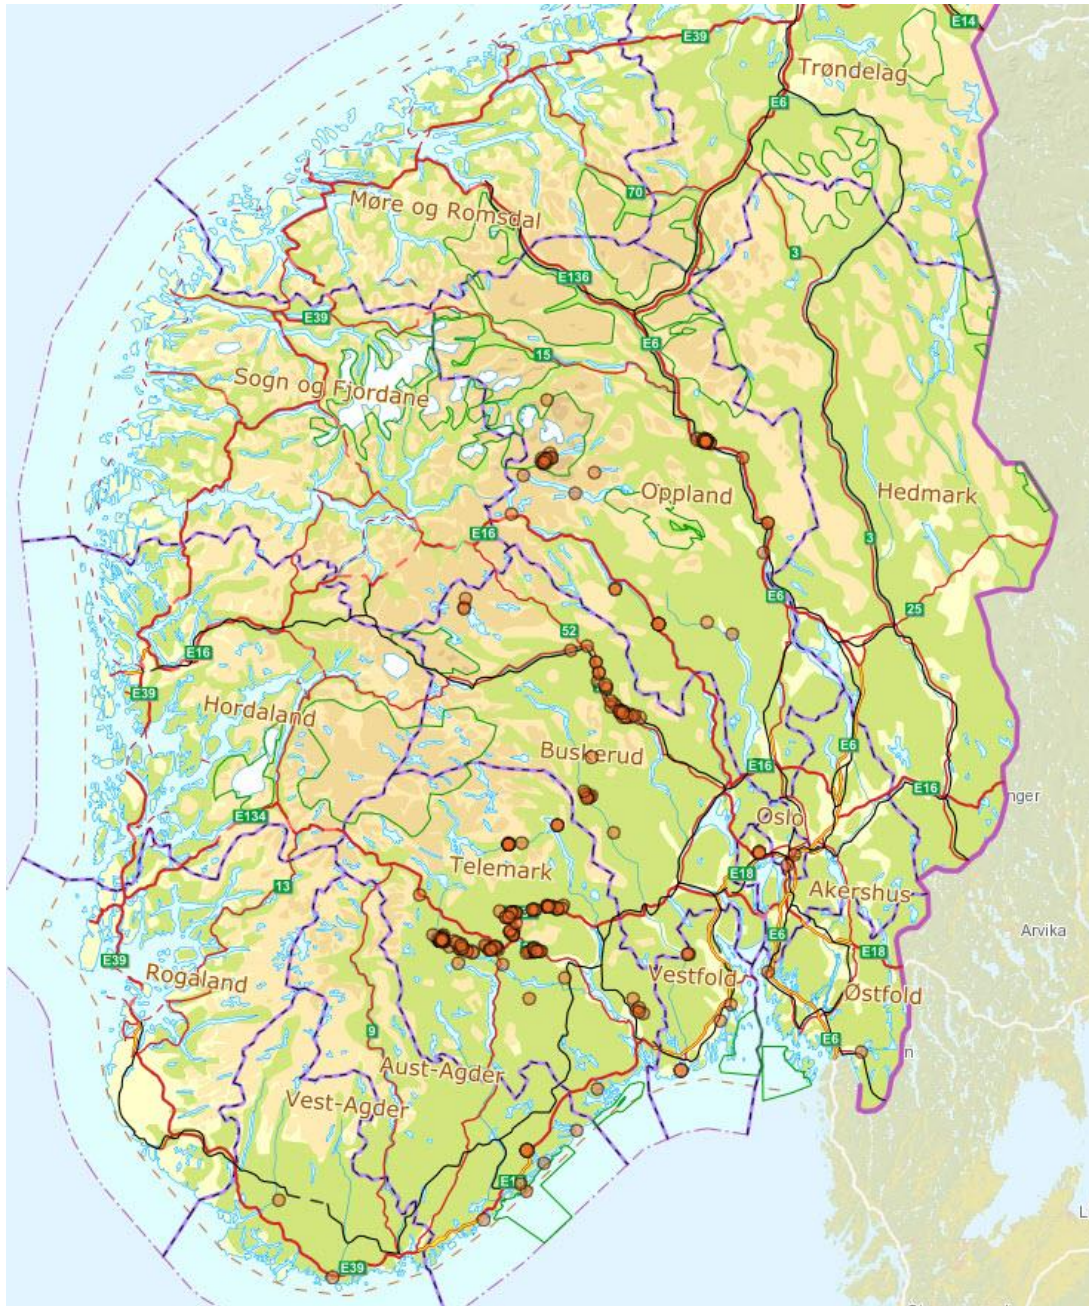 E14
E39
Trøndelag
E6
70
Møre og Romsdal
3
E136
E39
E6
15
Sogn og Fjordane
Oppland
Hedmark
E16
3
E6
25
52
E16
E39
Hordaland
E6
Buskerud
E16
E16
nger
E134
Oslo
Telemark
E18
13
Akershus
Arvika
E6
E18
E39
Rogaland
Vestfold
Østfold
9
E6
n
Aust-Agder
Vest-Agder
L
E39